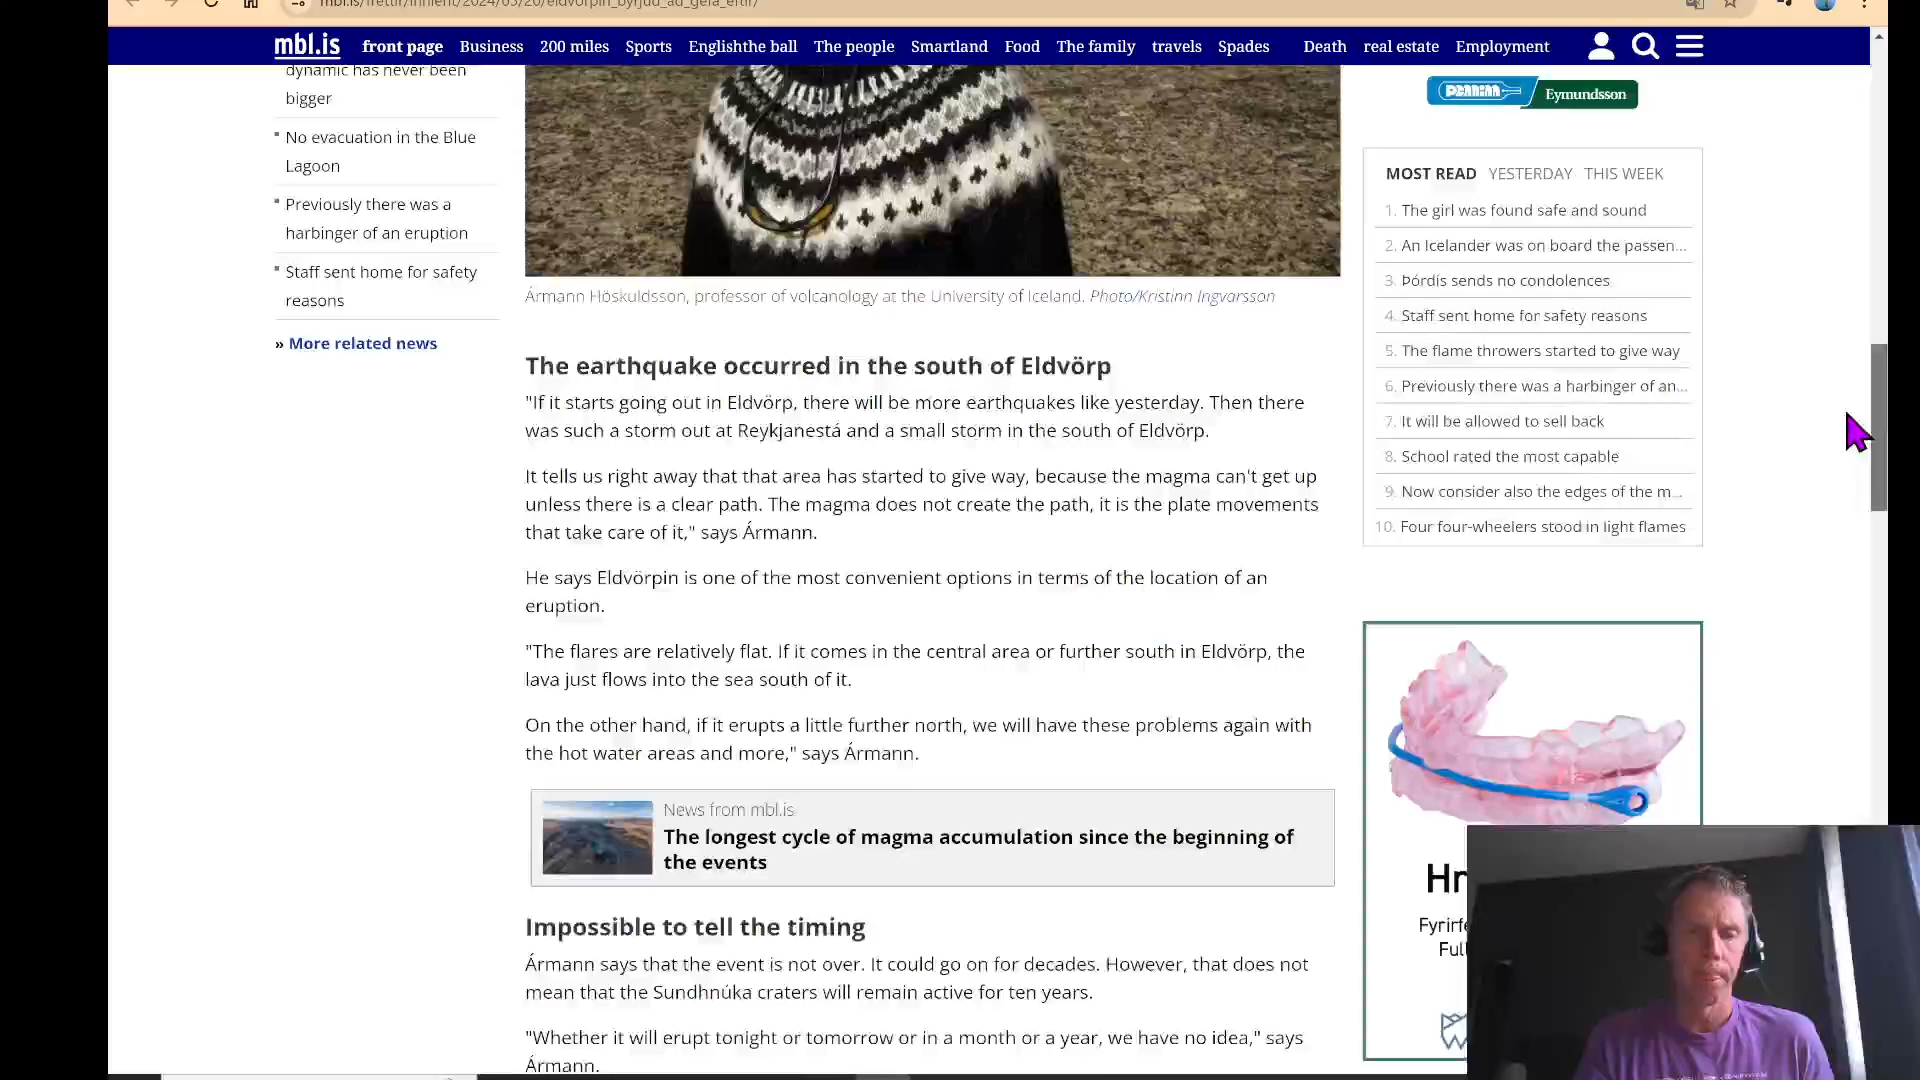 mbl.is
front page Business 200 miles Sports Englishthe ball The people Smartland Food The family travels Spades Death real estate Employment
dynamic has never been
bigger
No evacuation in the Blue
Lagoon
Previously there was a
harbinger of an eruption
Staff sent home for safety
reasons
» More related news
Ármann Höskuldsson, professor of volcanology at the University of Iceland. Photo/Kristinn Ingvarsson
The earthquake occurred in the south of Eldvörp
"If it starts going out in Eldvörp, there will be more earthquakes like yesterday. Then there
was such a storm out at Reykjanestá and a small storm in the south of Eldvörp.
It tells us right away that that area has started to give way, because the magma can't get up
unless there is a clear path. The magma does not create the path, it is the plate movements
that take care of it," says Ármann.
He says Eldvörpin is one of the most convenient options in terms of the location of an
eruption.
"The flares are relatively flat. If it comes in the central area or further south in Eldvörp, the
lava just flows into the sea south of it.
On the other hand, if it erupts a little further north, we will have these problems again with
the hot water areas and more," says Ármann.
News from mbl.is
The longest cycle of magma accumulation since the beginning of
the events
Impossible to tell the timing
Ármann says that the event is not over. It could go on for decades. However, that does not
mean that the Sundhnúka craters will remain active for ten years.
"Whether it will erupt tonight or tomorrow or in a month or a year, we have no idea," says
Ármann.
Penninn Eymundsson
MOST READ YESTERDAY THIS WEEK
1. The girl was found safe and sound
2. An Icelander was on board the passen...
3. Þórdís sends no condolences
4. Staff sent home for safety reasons
5. The flame throwers started to give way
6. Previously there was a harbinger of an...
7. It will be allowed to sell back
8. School rated the most capable
9. Now consider also the edges of the m...
10. Four four-wheelers stood in light flames
Hr
Fyrirfe
Full